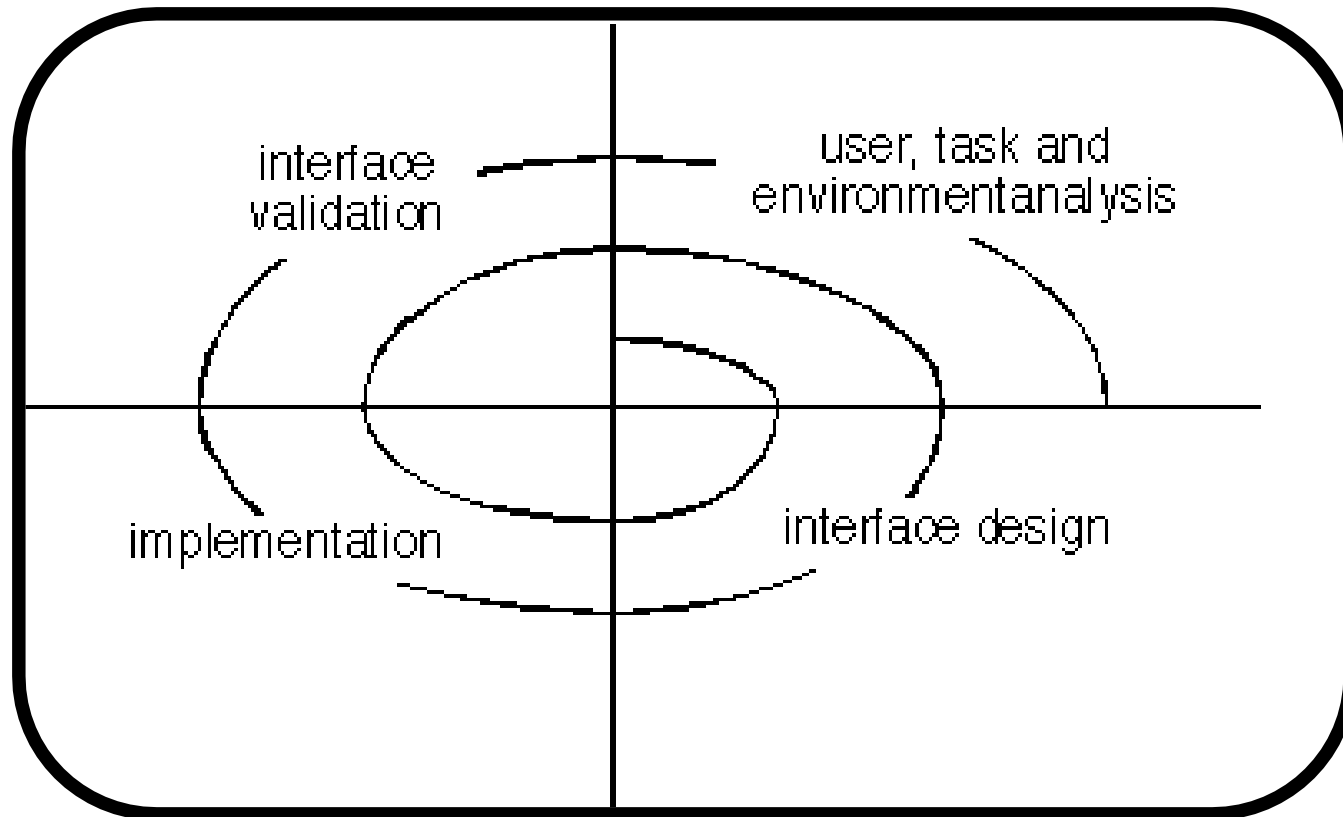 interface
validation
user, task and
environmentanalysis
implementation
interface design